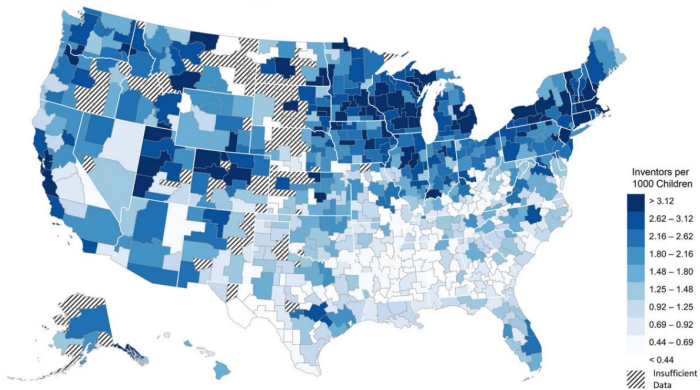 Inventors per
1000 Children
> 3.12
2.62 – 3.12
2.16 – 2.62
1.80 – 2.16
1.48 – 1.80
1.25 – 1.48
0.92 – 1.25
0.69 – 0.92
0.44 – 0.69
< 0.44
Insufficient
Data